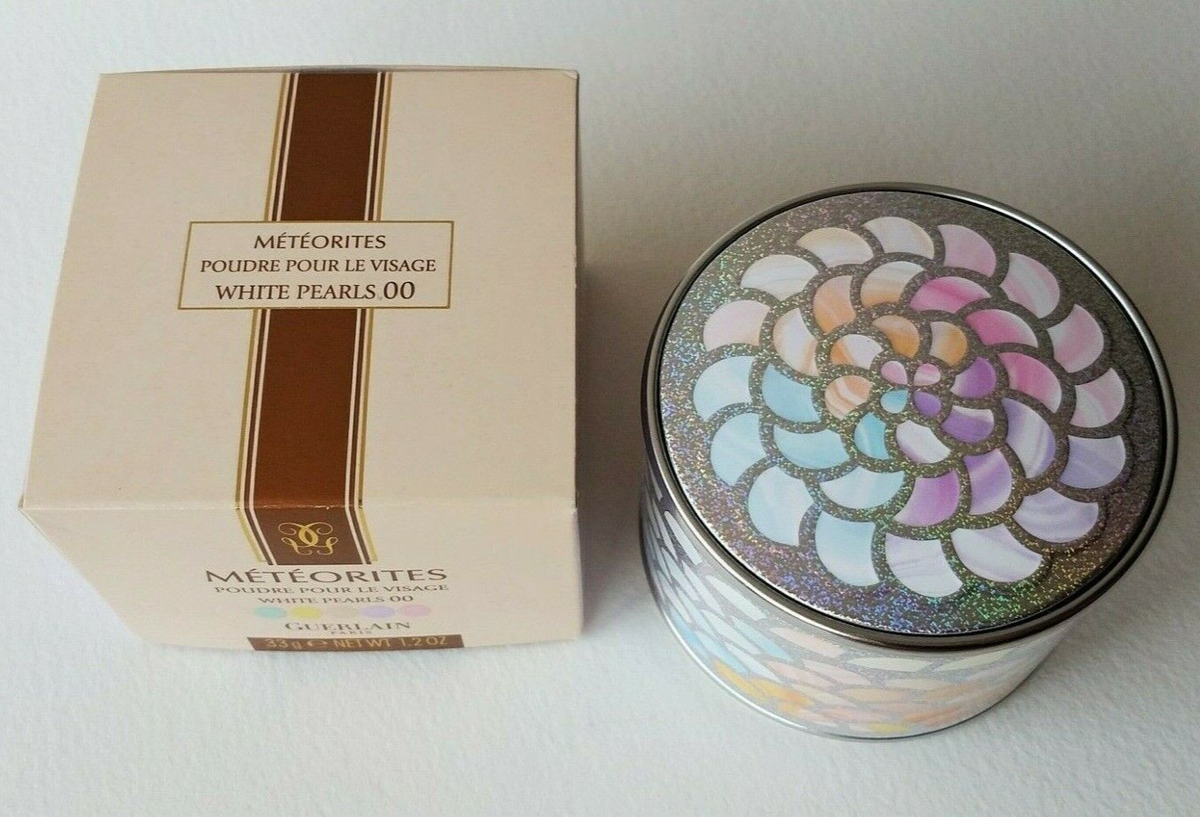 MÉTÉORITES
POUDRE POUR LE VISAGE
WHITE PEARLS 00
MÉTÉORITES
POUDRE POUR LE VISAGE
WHITE PEARLS 00
GUERLAIN
PARIS
33 g ℮ NET WT 1.2 OZ